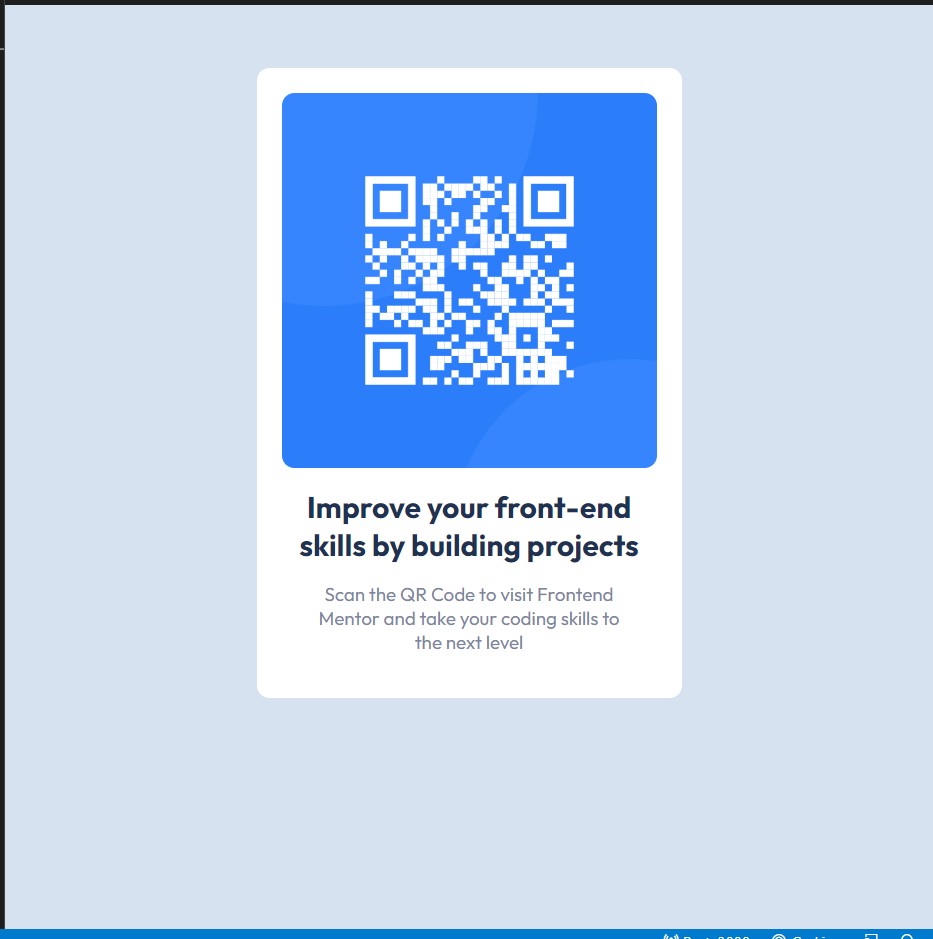 Improve your front-end
skills by building projects
Scan the QR Code to visit Frontend
Mentor and take your coding skills to
the next level